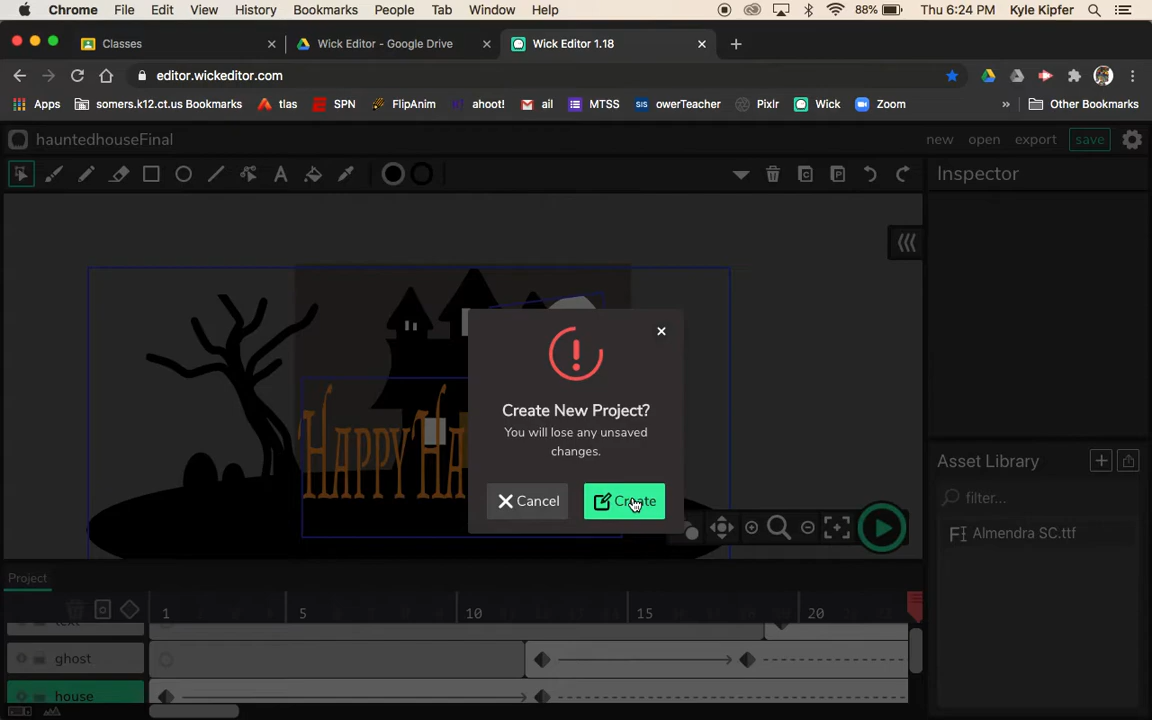 Chrome File Edit View History Bookmarks People Tab Window Help 88% Thu 6:24 PM Kyle Kipfer
Classes Wick Editor - Google Drive Wick Editor 1.18
editor.wickeditor.com
Apps somers.k12.ct.us Bookmarks tlas SPN FlipAnim ahoot! ail MTSS SIS owerTeacher Pixlr Wick Zoom » Other Bookmarks
hauntedhouseFinal new open export save
Inspector
Create New Project?
You will lose any unsaved
changes.
Happy Ha
Cancel Create
Asset Library
filter...
Almendra SC.ttf
Project
1 5 10 15 20
text
ghost
house